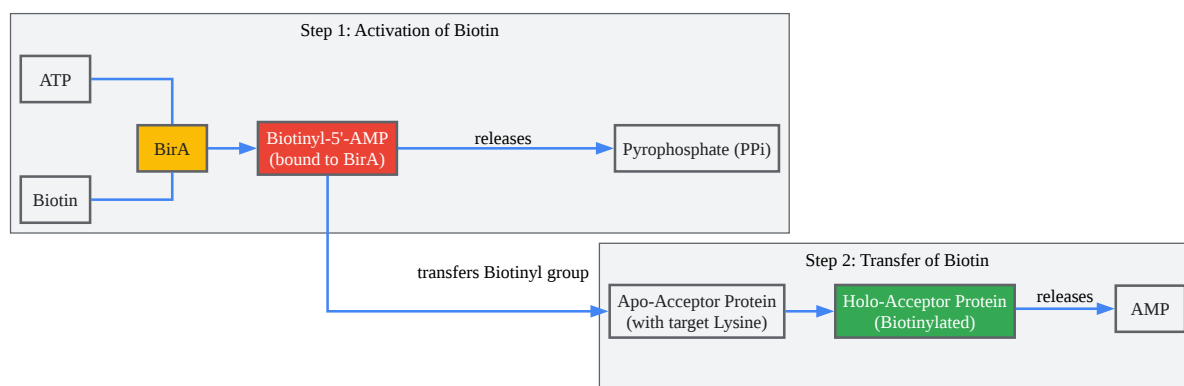 Step 1: Activation of Biotin
ATP
BirA
Biotin
Biotinyl-5'-AMP
(bound to BirA)
releases
Pyrophosphate (PPi)
transfers Biotinyl group
Step 2: Transfer of Biotin
Apo-Acceptor Protein
(with target Lysine)
Holo-Acceptor Protein
(Biotinylated)
releases
AMP